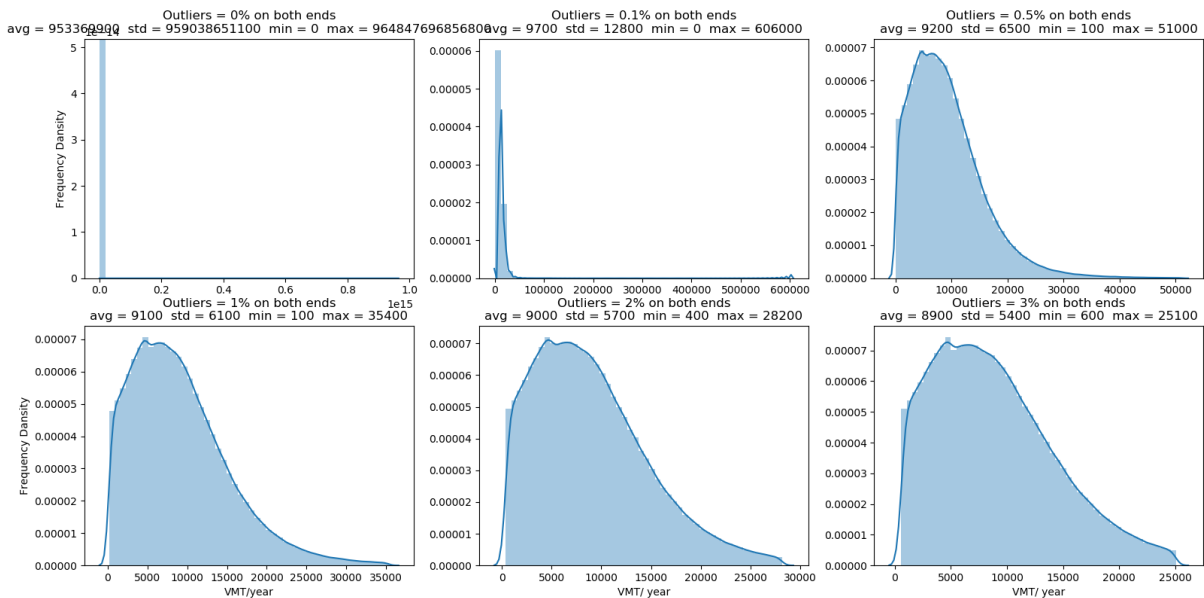 Outliers = 0% on both ends
avg = 953369900 std = 959038651100 min = 0 max = 964847696856800
1e−14
5
4
3
2
1
0
Frequency Dansity
0.0 0.2 0.4 0.6 0.8 1.0
1e15
Outliers = 0.1% on both ends
avg = 9700 std = 12800 min = 0 max = 606000
0.00006
0.00005
0.00004
0.00003
0.00002
0.00001
0.00000
0 100000 200000 300000 400000 500000 600000
Outliers = 0.5% on both ends
avg = 9200 std = 6500 min = 100 max = 51000
0.00007
0.00006
0.00005
0.00004
0.00003
0.00002
0.00001
0.00000
0 10000 20000 30000 40000 50000
Outliers = 1% on both ends
avg = 9100 std = 6100 min = 100 max = 35400
0.00007
0.00006
0.00005
0.00004
0.00003
0.00002
0.00001
0.00000
Frequency Dansity
0 5000 10000 15000 20000 25000 30000 35000
VMT/year
Outliers = 2% on both ends
avg = 9000 std = 5700 min = 400 max = 28200
0.00007
0.00006
0.00005
0.00004
0.00003
0.00002
0.00001
0.00000
0 5000 10000 15000 20000 25000 30000
VMT/ year
Outliers = 3% on both ends
avg = 8900 std = 5400 min = 600 max = 25100
0.00007
0.00006
0.00005
0.00004
0.00003
0.00002
0.00001
0.00000
0 5000 10000 15000 20000 25000
VMT/ year